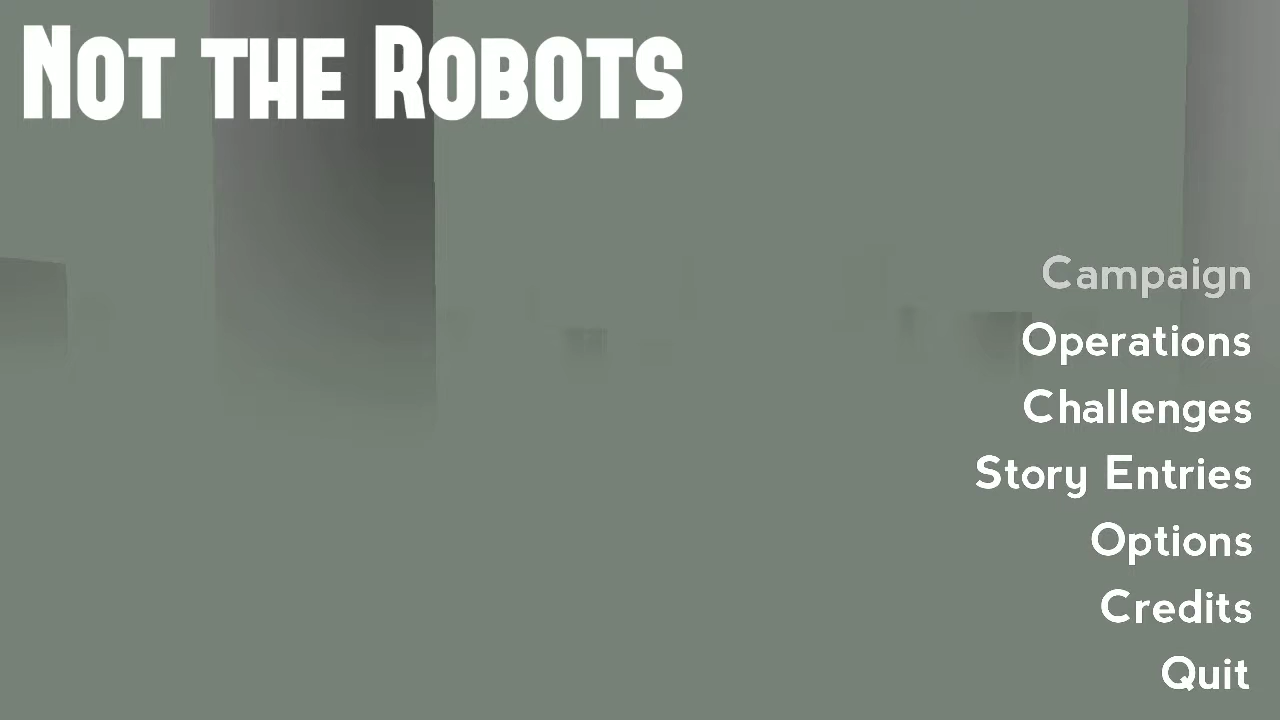 Not the Robots
Campaign
Operations
Challenges
Story Entries
Options
Credits
Quit